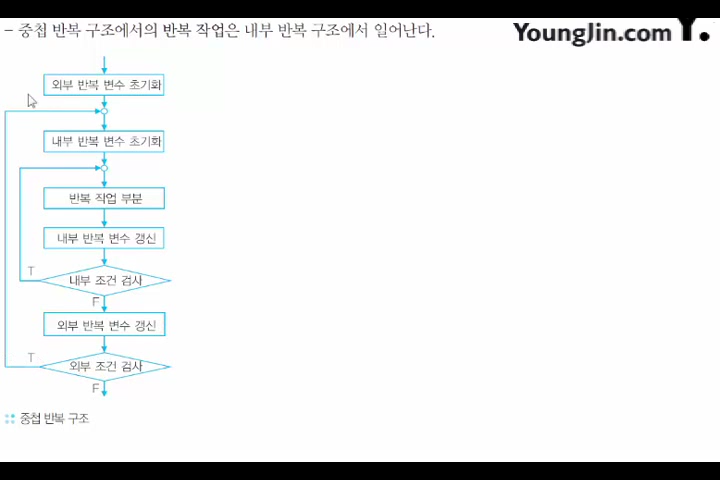 – 중첩 반복 구조에서의 반복 작업은 내부 반복 구조에서 일어난다.
YoungJin.com Y.
외부 반복 변수 초기화
내부 반복 변수 초기화
반복 작업 부분
내부 반복 변수 갱신
T
내부 조건 검사
F
외부 반복 변수 갱신
T
외부 조건 검사
F
중첩 반복 구조